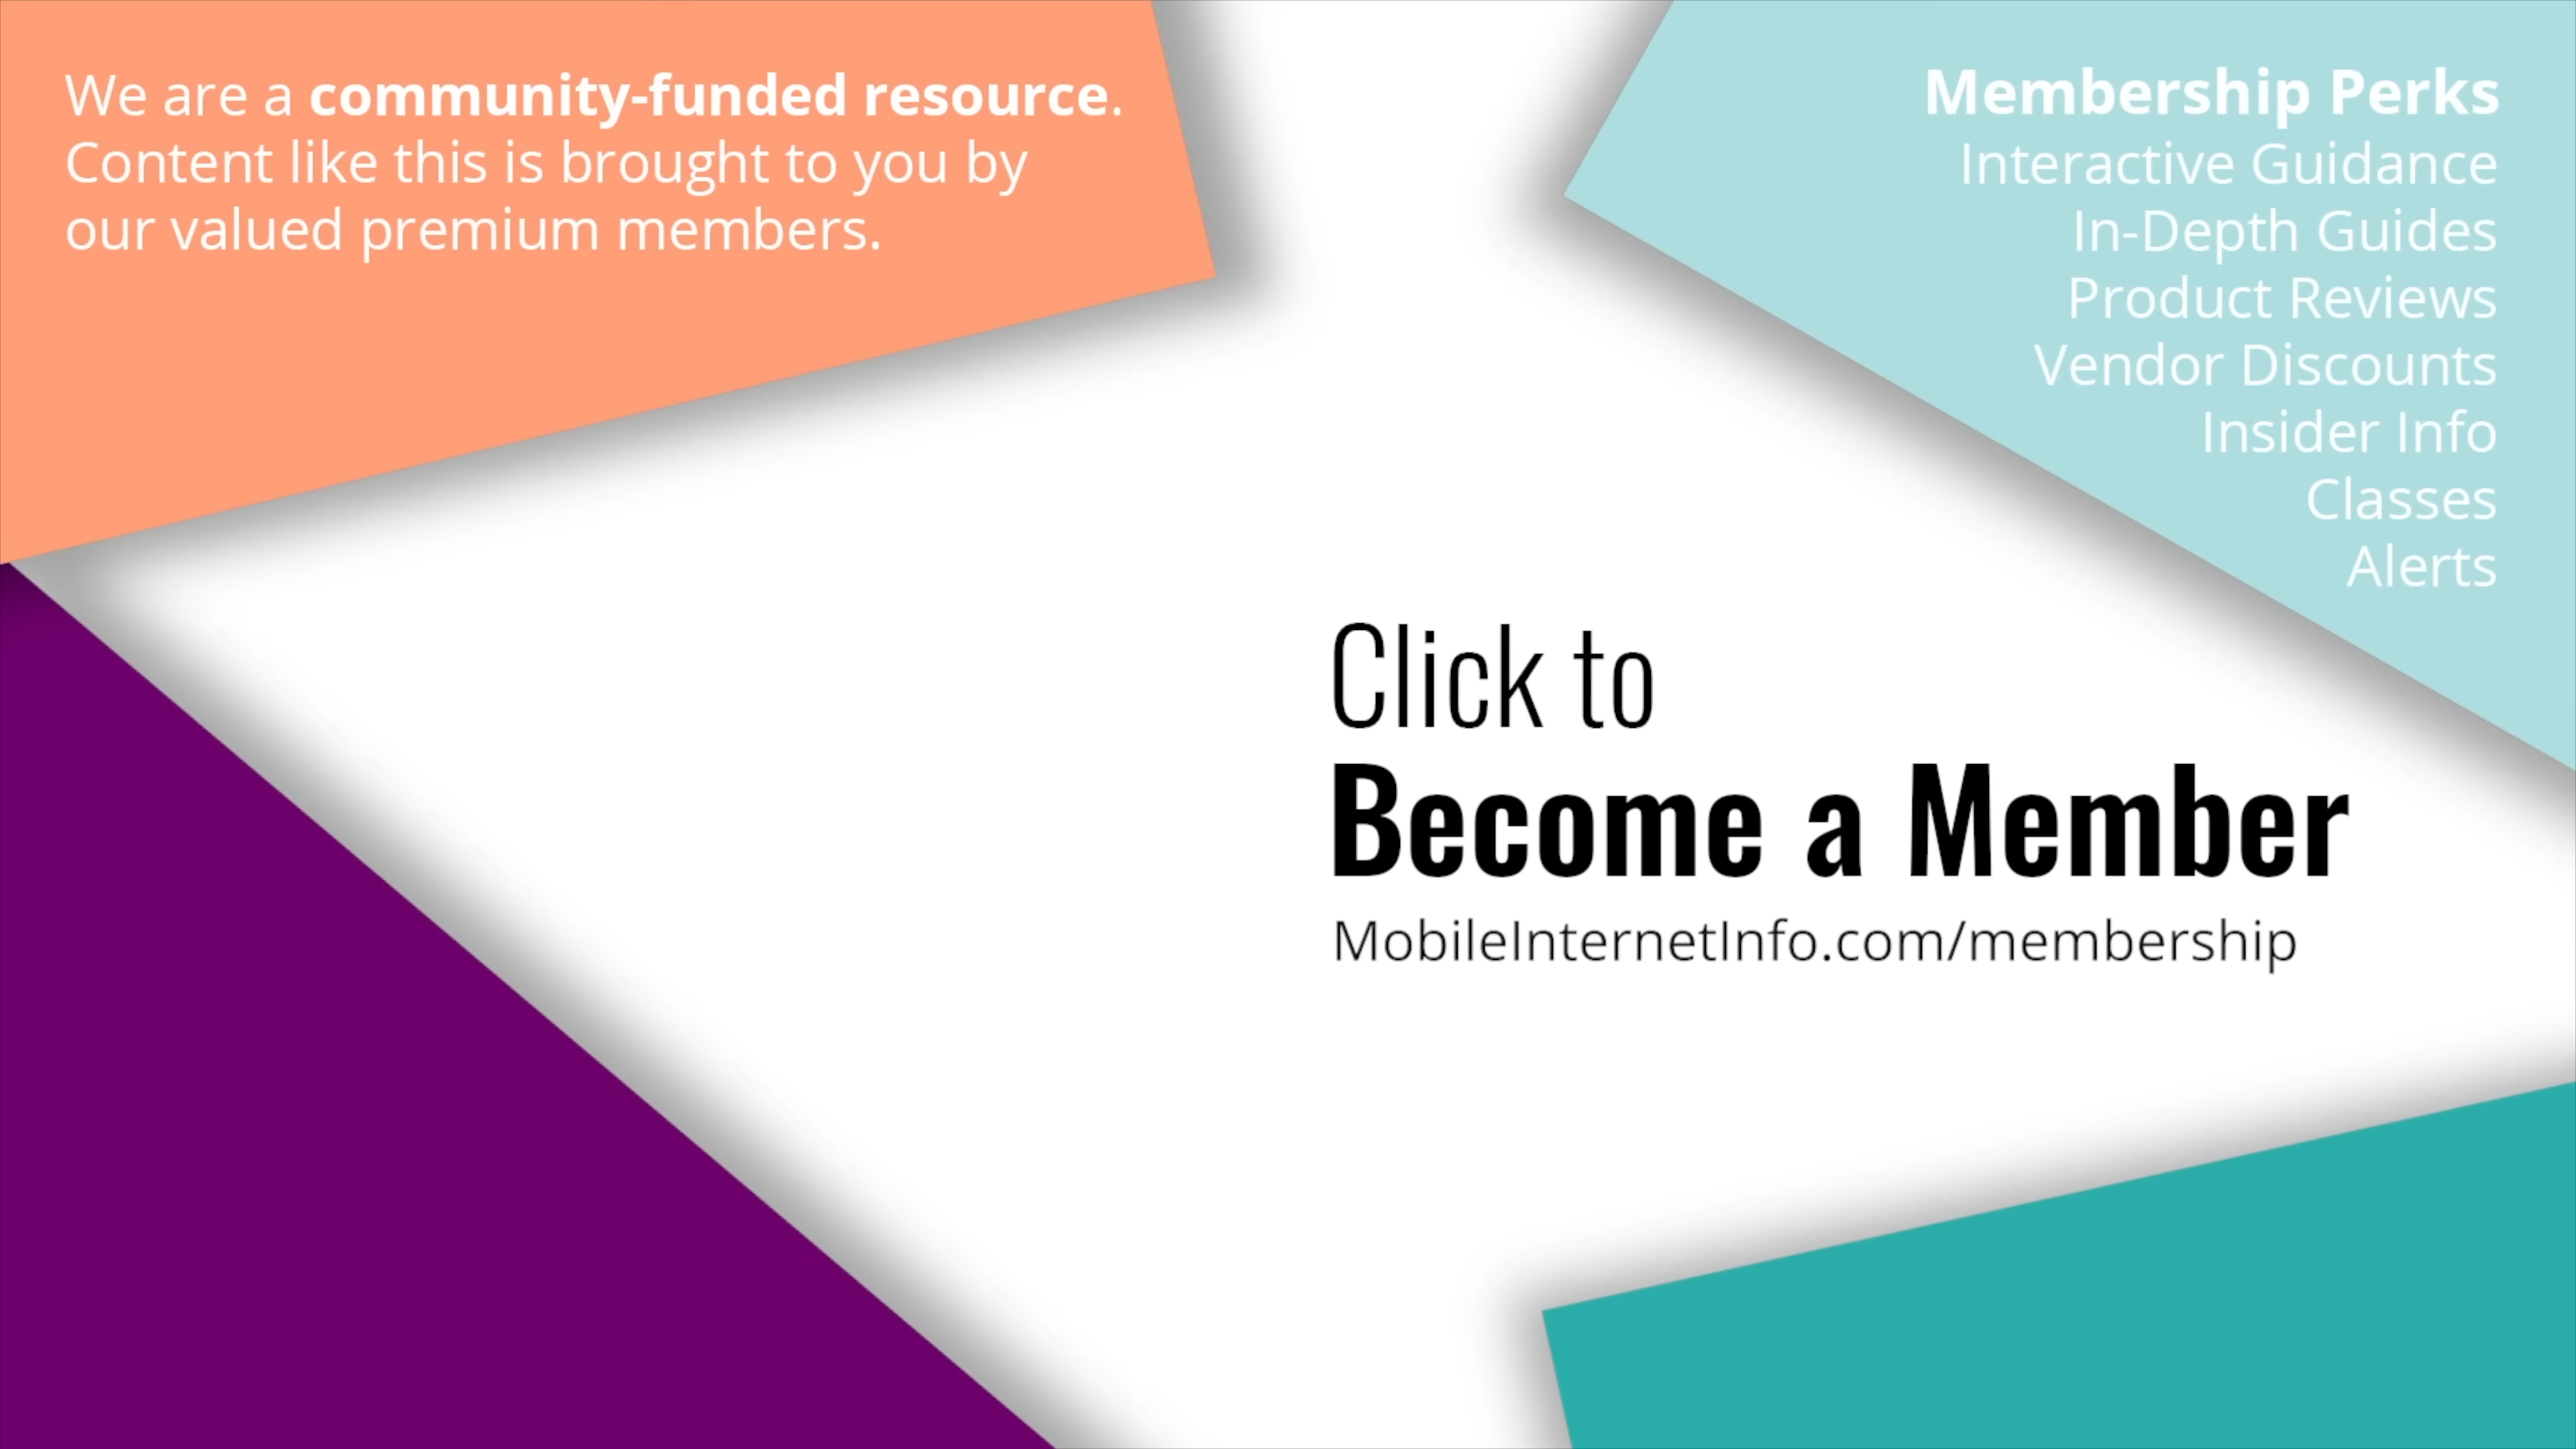 We are a community-funded resource.
Content like this is brought to you by
our valued premium members.
Membership Perks
Interactive Guidance
In-Depth Guides
Product Reviews
Vendor Discounts
Insider Info
Classes
Alerts
Click to
Become a Member
MobileInternetInfo.com/membership